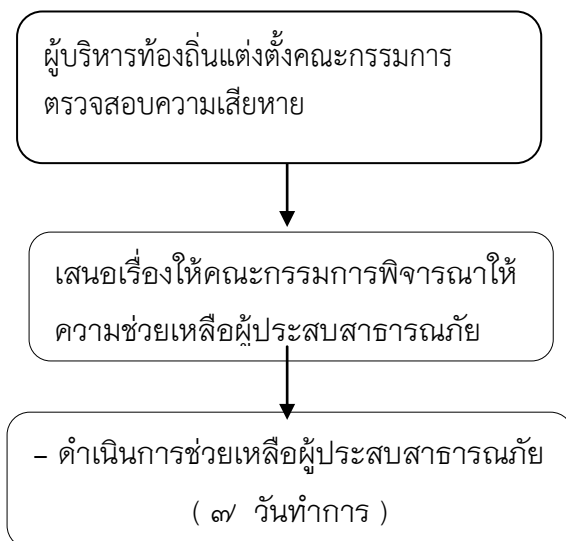 ผู้บริหารท้องถิ่นแต่งตั้งคณะกรรมการ
ตรวจสอบความเสียหาย
เสนอเรื่องให้คณะกรรมการพิจารณาให้
ความช่วยเหลือผู้ประสบสาธารณภัย
– ดำเนินการช่วยเหลือผู้ประสบสาธารณภัย
( ๗ วันทำการ )